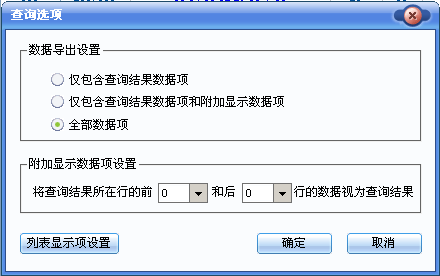 查询选项
数据导出设置
仅包含查询结果数据项
仅包含查询结果数据项和附加显示数据项
全部数据项
附加显示数据项设置
将查询结果所在行的前 0 和后 0 行的数据视为查询结果
列表显示项设置 确定 取消